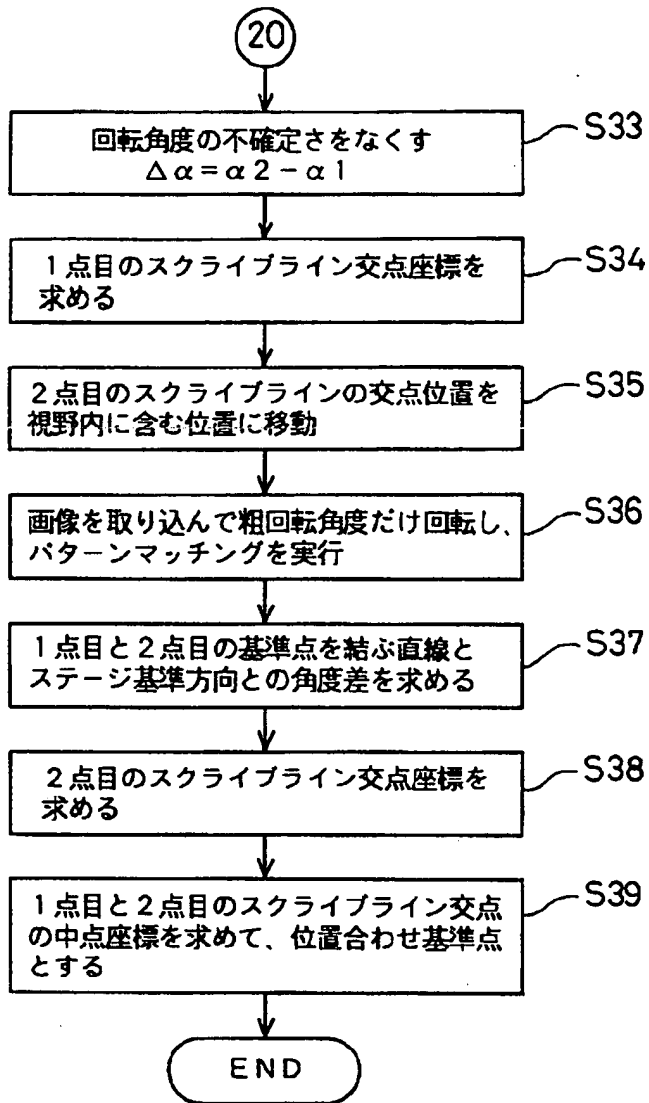 20
回転角度の不確定さをなくす
S33
△α=α2-α1
1点目のスクライブライン交点座標を
S34
求める
2点目のスクライブラインの交点位置を
S35
視野内に含む位置に移動
画像を取り込んで粗回転角度だけ回転し、
S36
パターンマッチングを実行
1点目と2点目の基準点を結ぶ直線と
S37
ステージ基準方向との角度差を求める
2点目のスクライブライン交点座標を
S38
求める
1点目と2点目のスクライブライン交点
S39
の中点座標を求めて、位置合わせ基準点
とする
END